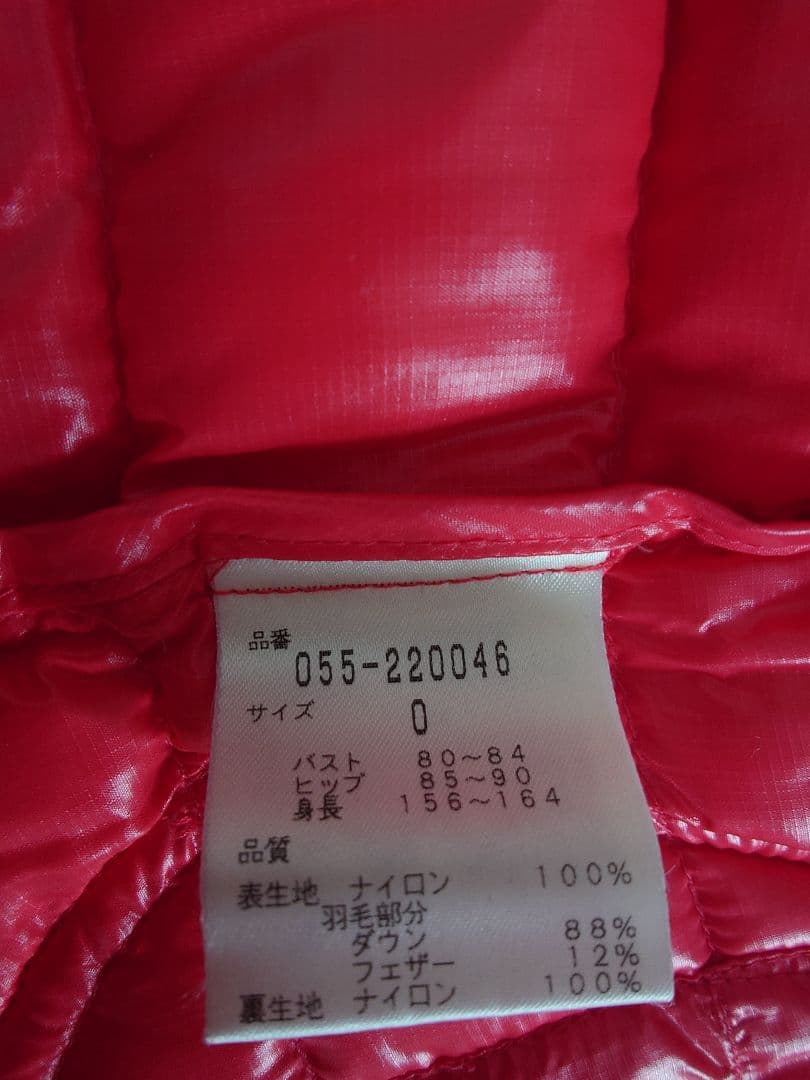 品番
055-220046
サイズ 0
バスト 80～84
ヒップ 85～90
身長 156～164
品質
表生地 ナイロン 100%
羽毛部分
ダウン 88%
フェザー 12%
裏生地 ナイロン 100%